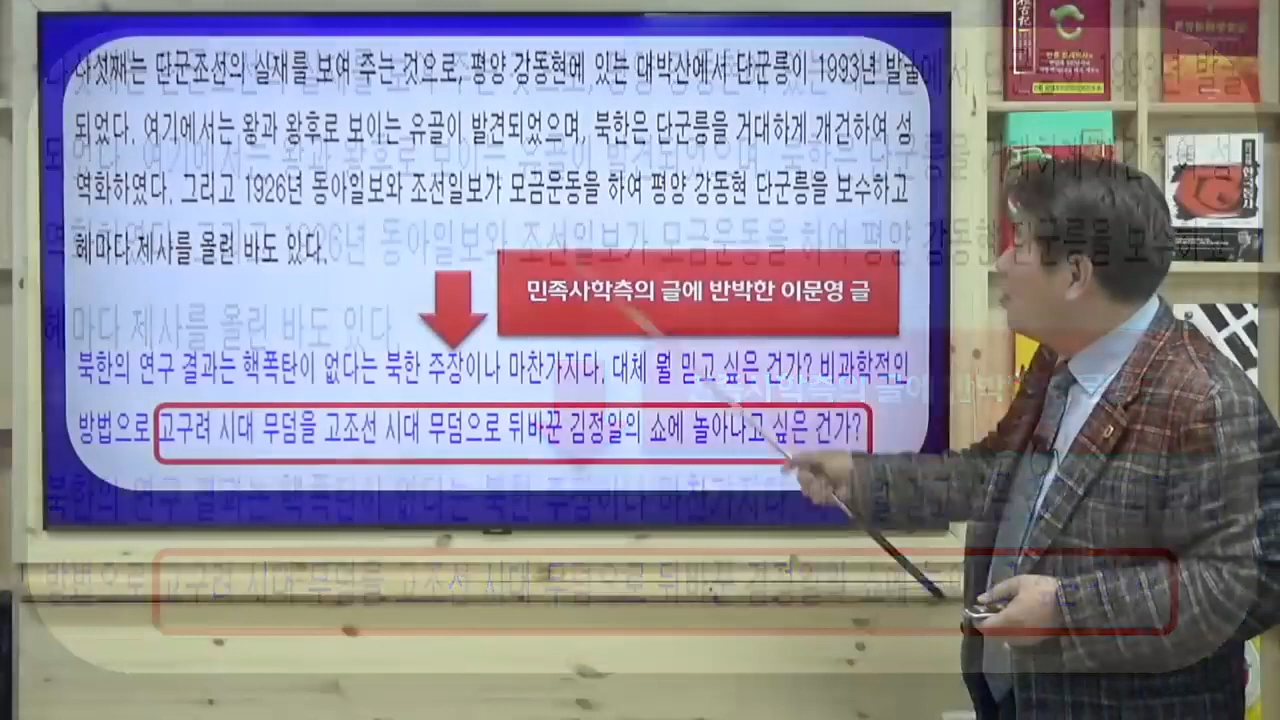 다섯째는 단군조선의 실재를 보여 주는 것으로, 평양 강동현에 있는 대박산에서 단군릉이 1993년 발굴
되었다. 여기에서는 왕과 왕후로 보이는 유골이 발견되었으며, 북한은 단군릉을 거대하게 개건하여 성
역화하였다. 그리고 1926년 동아일보와 조선일보가 모금운동을 하여 평양 강동현 단군릉을 보수하고
해마다 제사를 올린 바도 있다.
민족사학측의 글에 반박한 이문영 글
북한의 연구 결과는 핵폭탄이 없다는 북한 주장이나 마찬가지다. 대체 뭘 믿고 싶은 건가? 비과학적인
방법으로 고구려 시대 무덤을 고조선 시대 무덤으로 뒤바꾼 김정일의 쇼에 놀아나고 싶은 건가?